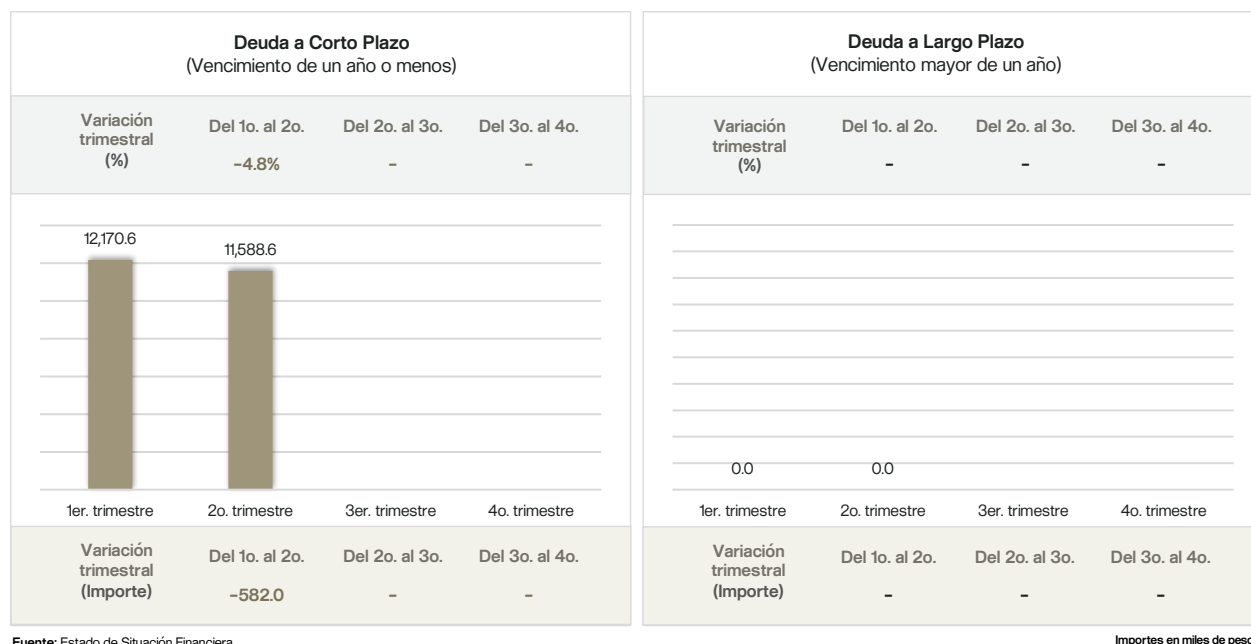 Deuda a Corto Plazo
(Vencimiento de un año o menos)
Variación trimestral (%)
Del 1o. al 2o. Del 2o. al 3o. Del 3o. al 4o.
-4.8% - -
12,170.6
11,588.6
1er. trimestre 2o. trimestre 3er. trimestre 4o. trimestre
Variación trimestral (Importe)
Del 1o. al 2o. Del 2o. al 3o. Del 3o. al 4o.
-582.0 - -
Deuda a Largo Plazo
(Vencimiento mayor de un año)
Variación trimestral (%)
Del 1o. al 2o. Del 2o. al 3o. Del 3o. al 4o.
- - -
0.0 0.0
1er. trimestre 2o. trimestre 3er. trimestre 4o. trimestre
Variación trimestral (Importe)
Del 1o. al 2o. Del 2o. al 3o. Del 3o. al 4o.
- - -
Fuente: Estado de Situación Financiera
Importes en miles de peso